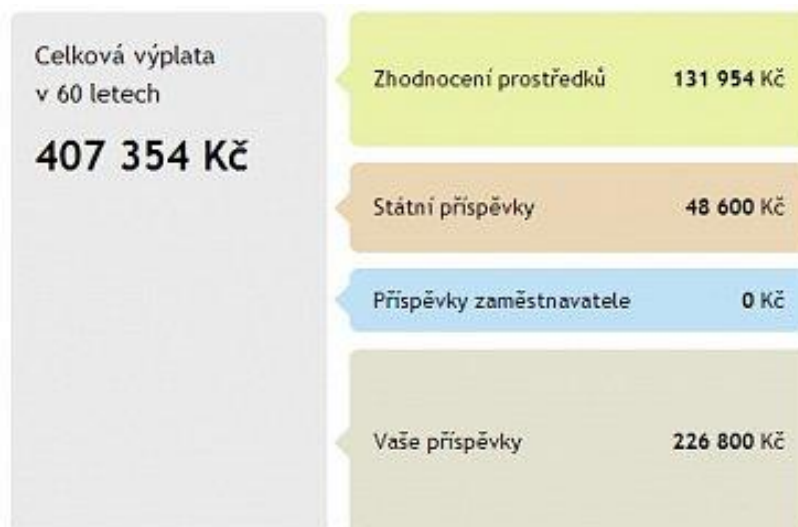 Celková výplata
v 60 letech
407 354 Kč
Zhodnocení prostředků 131 954 Kč
Státní příspěvky 48 600 Kč
Příspěvky zaměstnavatele 0 Kč
Vaše příspěvky 226 800 Kč